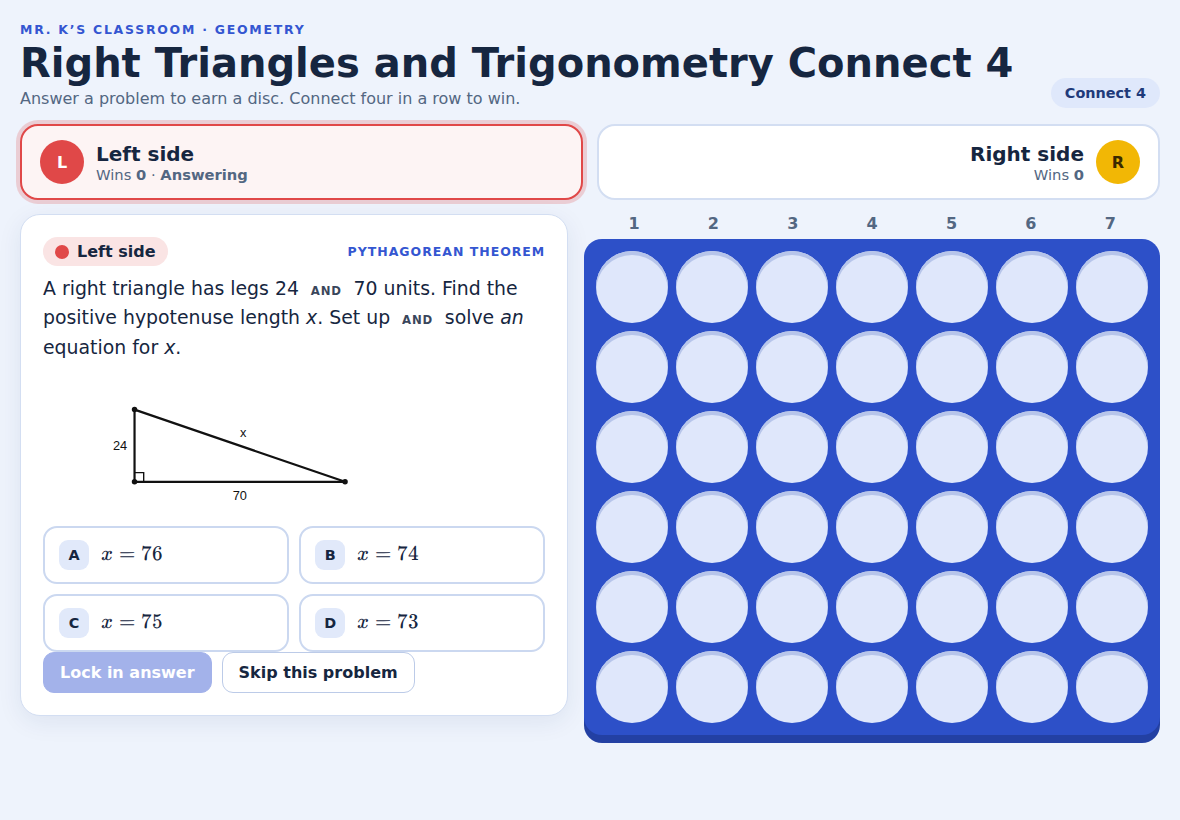 MR. K’S CLASSROOM · GEOMETRY
Right Triangles and Trigonometry Connect 4
Answer a problem to earn a disc. Connect four in a row to win.
Connect 4
L
Left side
Wins 0 · Answering
Right side
Wins 0
R
Left side
PYTHAGOREAN THEOREM
A right triangle has legs 24 AND 70 units. Find the
positive hypotenuse length x. Set up AND solve an
equation for x.
24
x
70
A x = 76
B x = 74
C x = 75
D x = 73
Lock in answer
Skip this problem
1 2 3 4 5 6 7